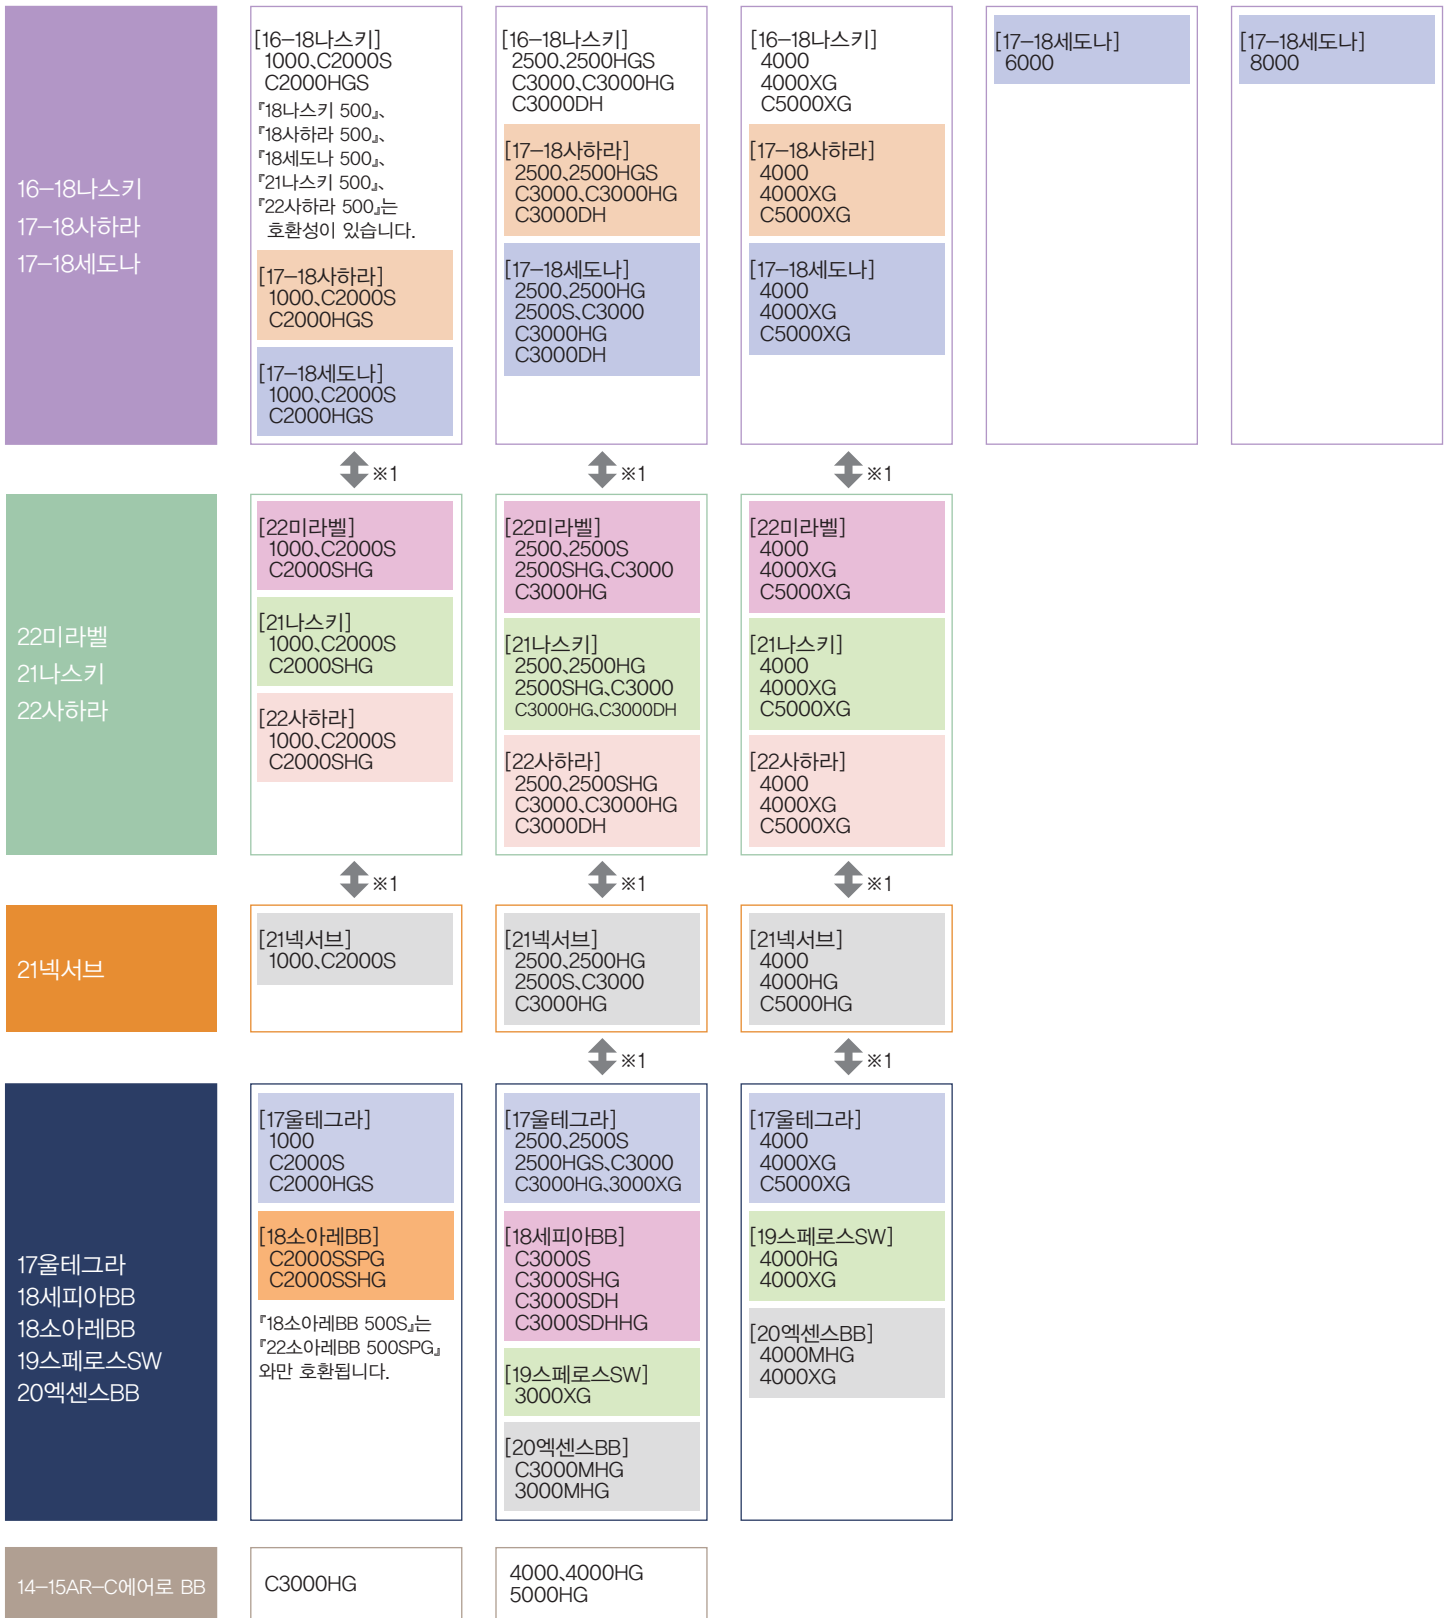 16-18나스키
17-18사하라
17-18세도나
[16-18나스키]
1000、C2000S
C2000HGS
『18나스키 500』、
『18사하라 500』、
『18세도나 500』、
『21나스키 500』、
『22사하라 500』는
호환성이 있습니다.
[17-18사하라]
1000、C2000S
C2000HGS
[17-18세도나]
1000、C2000S
C2000HGS
[16-18나스키]
2500、2500HGS
C3000、C3000HG
C3000DH
[17-18사하라]
2500、2500HGS
C3000、C3000HG
C3000DH
[17-18세도나]
2500、2500HG
2500S、C3000
C3000HG
C3000DH
[16-18나스키]
4000
4000XG
C5000XG
[17-18사하라]
4000
4000XG
C5000XG
[17-18세도나]
4000
4000XG
C5000XG
[17-18세도나]
6000
[17-18세도나]
8000
※1
※1
※1
22미라벨
21나스키
22사하라
[22미라벨]
1000、C2000S
C2000SHG
[21나스키]
1000、C2000S
C2000SHG
[22사하라]
1000、C2000S
C2000SHG
[22미라벨]
2500、2500S
2500SHG、C3000
C3000HG
[21나스키]
2500、2500HG
2500SHG、C3000
C3000HG、C3000DH
[22사하라]
2500、2500SHG
C3000、C3000HG
C3000DH
[22미라벨]
4000
4000XG
C5000XG
[21나스키]
4000
4000XG
C5000XG
[22사하라]
4000
4000XG
C5000XG
※1
※1
※1
21넥서브
[21넥서브]
1000、C2000S
[21넥서브]
2500、2500HG
2500S、C3000
C3000HG
[21넥서브]
4000
4000HG
C5000HG
※1
※1
17울테그라
18세피아BB
18소아레BB
19스페로스SW
20엑센스BB
[17울테그라]
1000
C2000S
C2000HGS
[18소아레BB]
C2000SSPG
C2000SSHG
『18소아레BB 500S』는
『22소아레BB 500SPG』
와만 호환됩니다.
[17울테그라]
2500、2500S
2500HGS、C3000
C3000HG、3000XG
[18세피아BB]
C3000S
C3000SHG
C3000SDH
C3000SDHHG
[19스페로스SW]
3000XG
[20엑센스BB]
C3000MHG
3000MHG
[17울테그라]
4000
4000XG
C5000XG
[19스페로스SW]
4000HG
4000XG
[20엑센스BB]
4000MHG
4000XG
14-15AR-C에어로 BB
C3000HG
4000、4000HG
5000HG